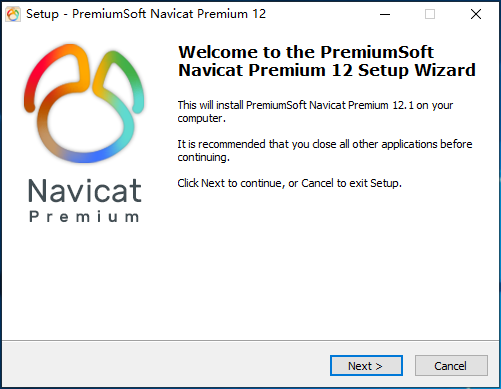 Setup - PremiumSoft Navicat Premium 12
Welcome to the PremiumSoft
Navicat Premium 12 Setup Wizard
This will install PremiumSoft Navicat Premium 12.1 on your
computer.
It is recommended that you close all other applications before
continuing.
Click Next to continue, or Cancel to exit Setup.
Navicat
Premium
Next >
Cancel